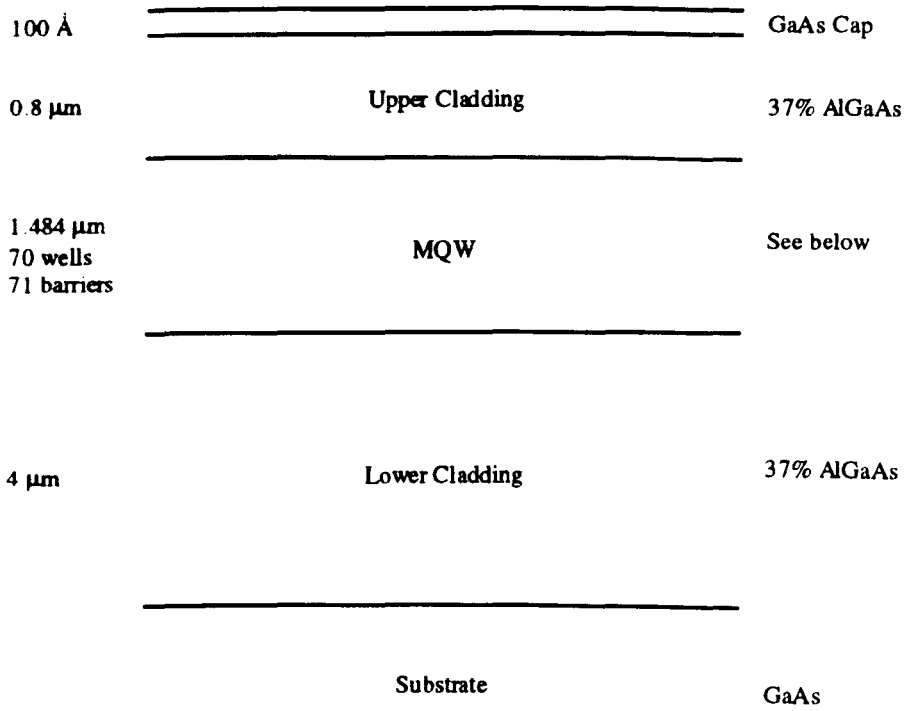 100 Å
GaAs Cap
0.8 μm
Upper Cladding
37% AlGaAs
1.484 μm
70 wells
71 barriers
MQW
See below
4 μm
Lower Cladding
37% AlGaAs
Substrate
GaAs